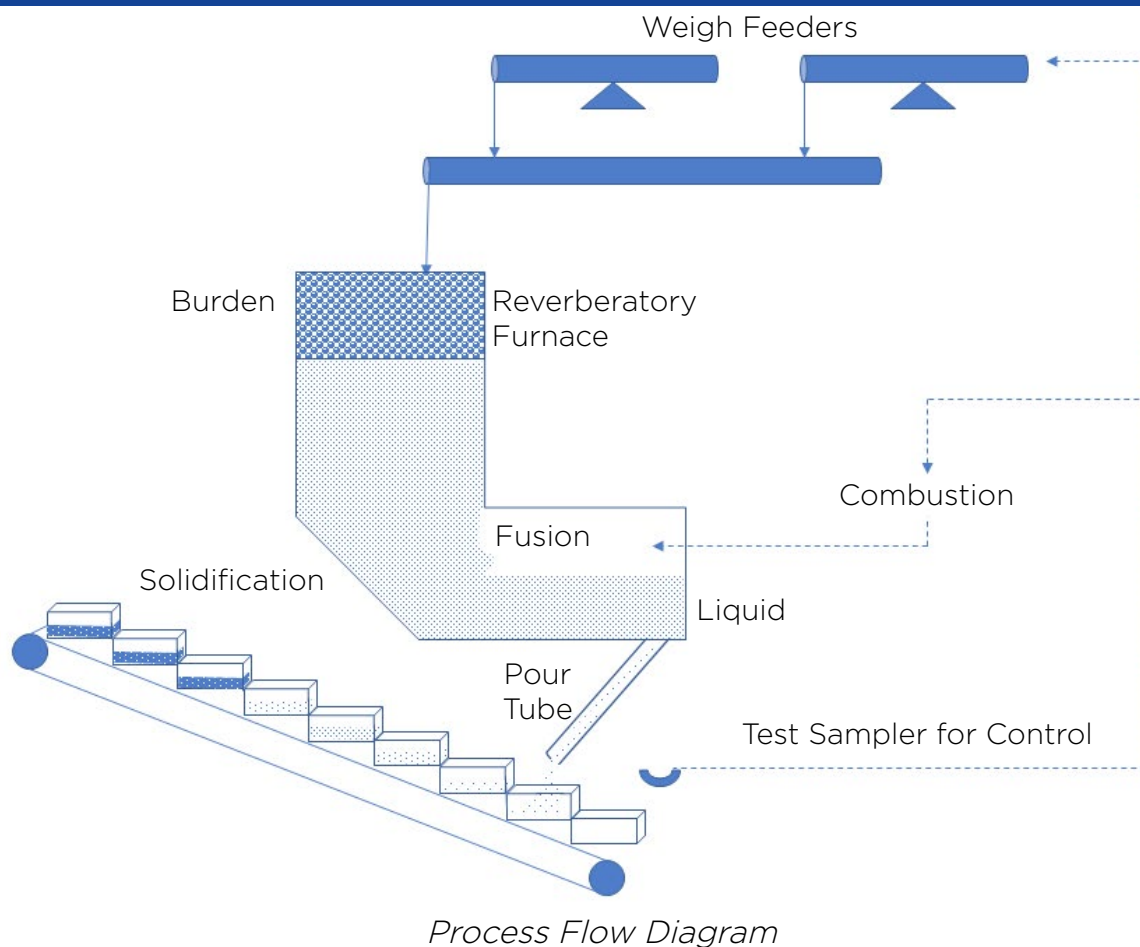 Weigh Feeders
Burden
Reverberatory
Furnace
Combustion
Fusion
Solidification
Liquid
Pour
Tube
Test Sampler for Control
Process Flow Diagram